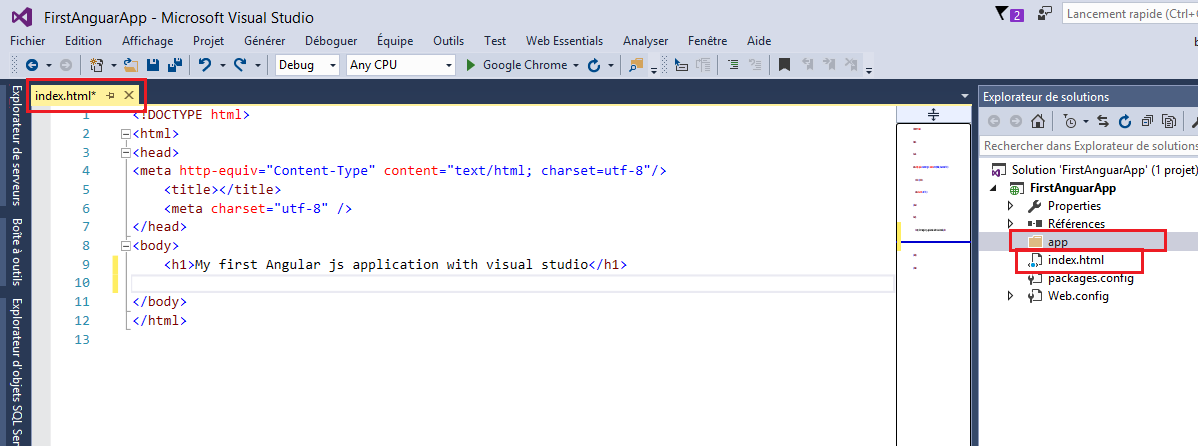 FirstAnguarApp - Microsoft Visual Studio
2
Lancement rapide (Ctrl+
Fichier Edition Affichage Projet Générer Déboguer Équipe Outils Test Web Essentials Analyser Fenêtre Aide
Debug Any CPU Google Chrome
Explorateur de serveurs
Boîte à outils
Explorateur d'objets SQL Ser
index.html*
1 <!DOCTYPE html>
2 <html>
3 <head>
4 <meta http-equiv="Content-Type" content="text/html; charset=utf-8"/>
5 <title></title>
6 <meta charset="utf-8" />
7 </head>
8 <body>
9 <h1>My first Angular js application with visual studio</h1>
10
11 </body>
12 </html>
13
Explorateur de solutions
Rechercher dans Explorateur de solutions
Solution 'FirstAnguarApp' (1 projet)
FirstAnguarApp
Properties
Références
app
index.html
packages.config
Web.config